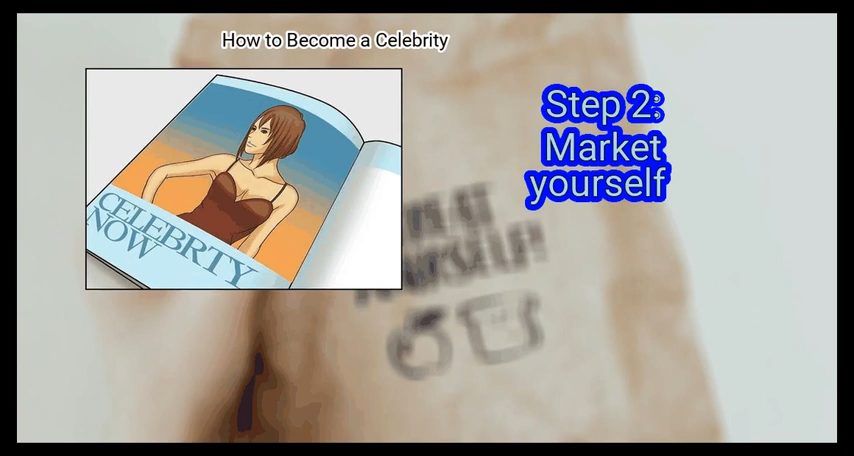 How to Become a Celebrity
Step 2:
Market
yourself
CELEBRTY
NOW